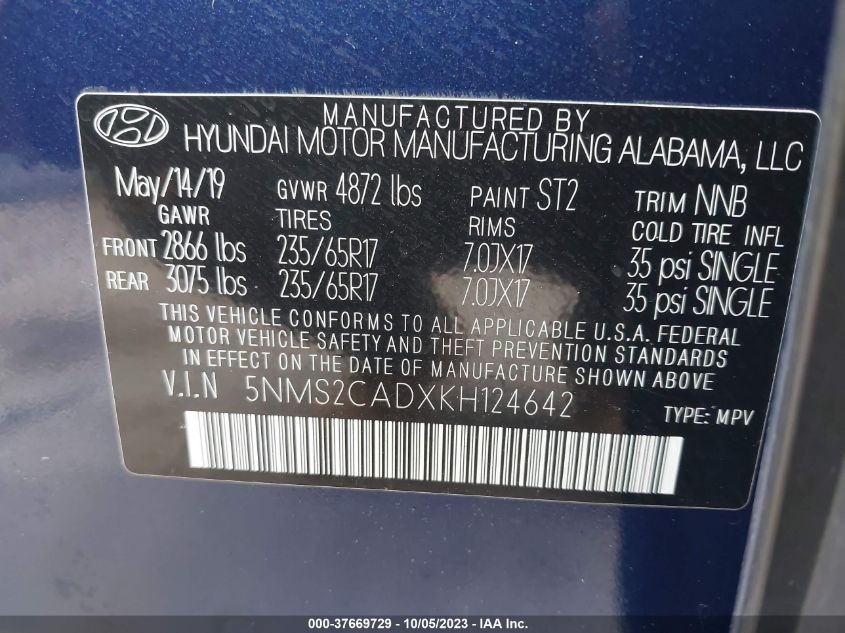 MANUFACTURED BY
HYUNDAI MOTOR MANUFACTURING ALABAMA, LLC
May/14/19 GVWR 4872 lbs PAINT ST2 TRIM NNB
GAWR TIRES RIMS COLD TIRE INFL
FRONT 2866 lbs 235/65R17 7.0JX17 35 psi SINGLE
REAR 3075 lbs 235/65R17 7.0JX17 35 psi SINGLE
THIS VEHICLE CONFORMS TO ALL APPLICABLE U.S.A. FEDERAL
MOTOR VEHICLE SAFETY AND THEFT PREVENTION STANDARDS
IN EFFECT ON THE DATE OF MANUFACTURE SHOWN ABOVE
V.I.N 5NMS2CADXKH124642 TYPE: MPV
000-37669729 - 10/05/2023 - IAA Inc.